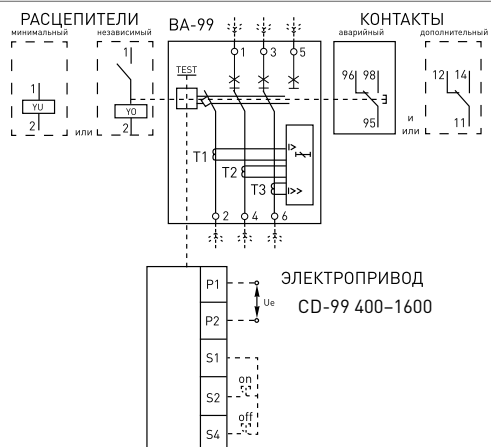 РАСЦЕПИТЕЛИ
минимальный
независимый
ВА-99
КОНТАКТЫ
аварийный
дополнительный
1
YU
2
или
1
YO
2
TEST
1
3
5
T1
T2
T3
I>
I>>
2
4
6
96
98
95
и
или
12
14
11
ЭЛЕКТРОПРИВОД
CD-99 400–1600
P1
P2
Ue
S1
S2
on
off
S4